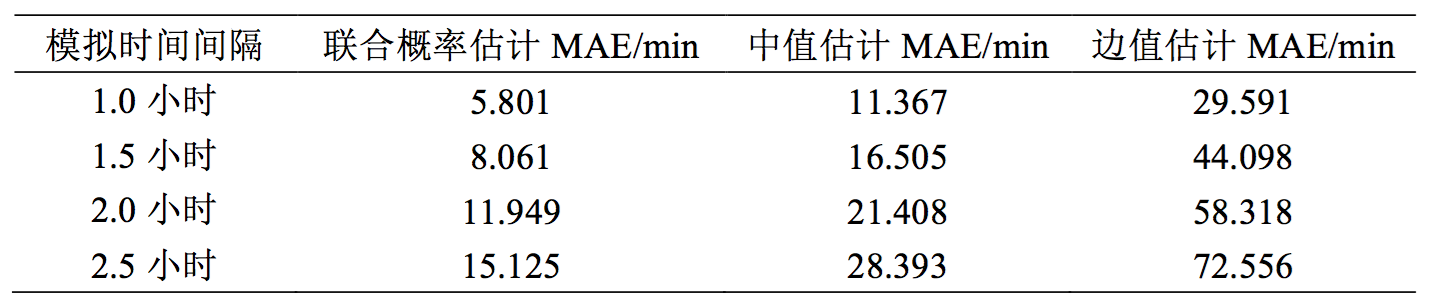 模拟时间间隔 联合概率估计 MAE/min 中值估计 MAE/min 边值估计 MAE/min
1.0 小时 5.801 11.367 29.591
1.5 小时 8.061 16.505 44.098
2.0 小时 11.949 21.408 58.318
2.5 小时 15.125 28.393 72.556